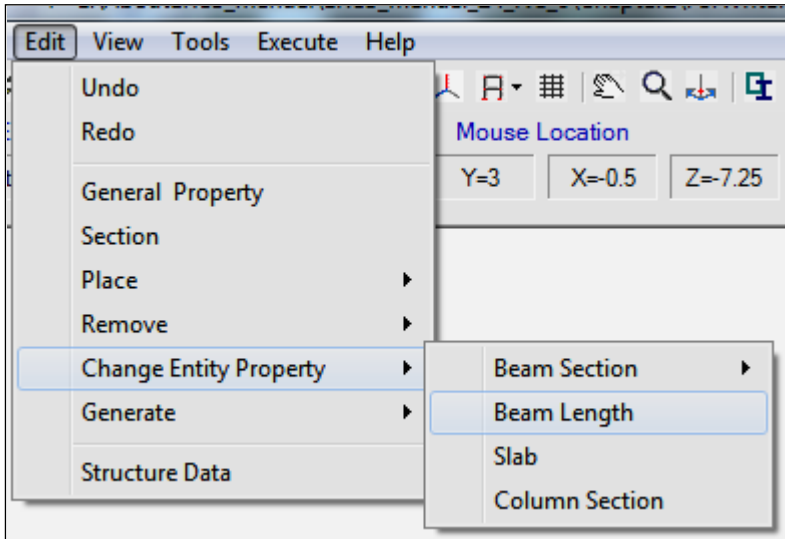 Edit View Tools Execute Help
Undo
Redo
Mouse Location
Y=3 X=-0.5 Z=-7.25
General Property
Section
Place
Remove
Change Entity Property
Generate
Structure Data
Beam Section
Beam Length
Slab
Column Section